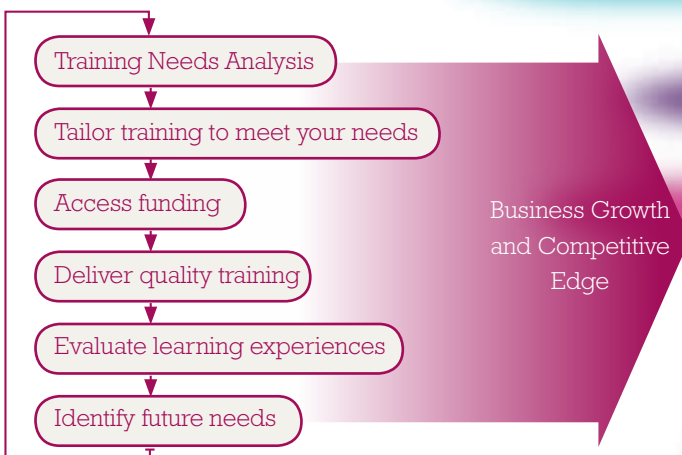 Training Needs Analysis
Tailor training to meet your needs
Access funding
Deliver quality training
Evaluate learning experiences
Identify future needs
Business Growth
and Competitive
Edge